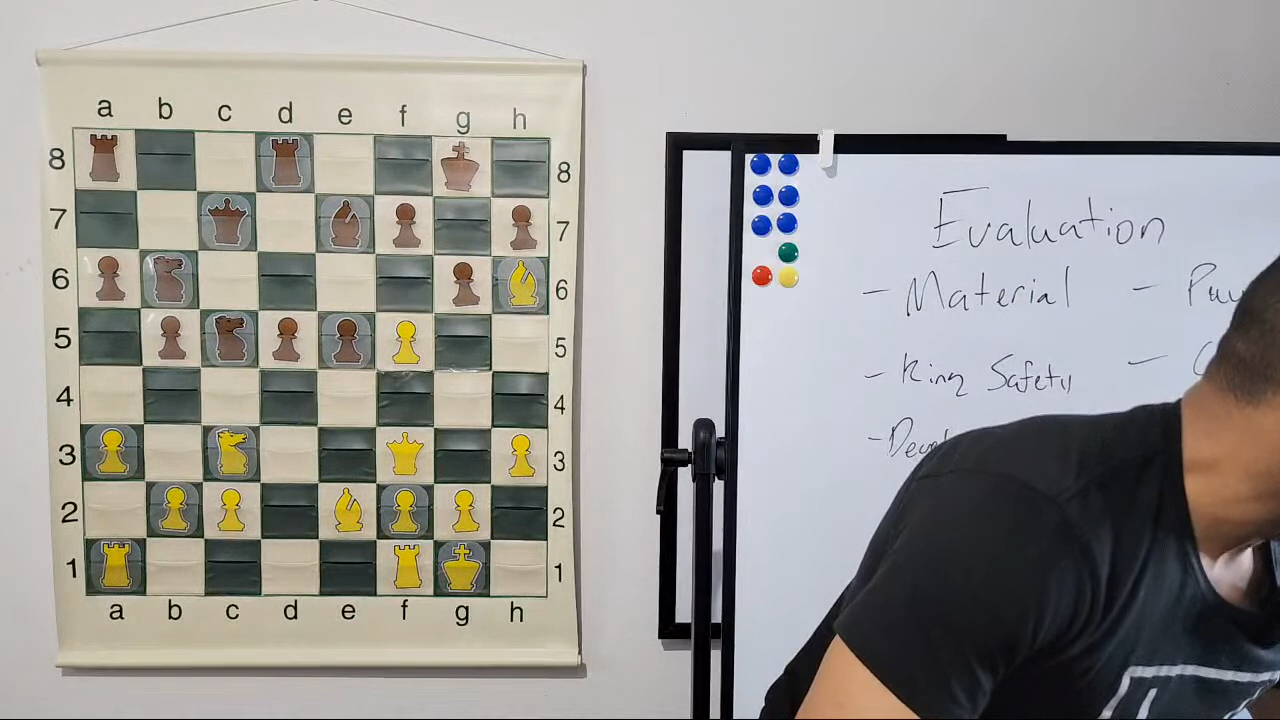 a b c d e f g h
8 8
7 7
6 6
5 5
4 4
3 3
2 2
1 1
a b c d e f g h
Evaluation
- Material -
- King Safety -
-